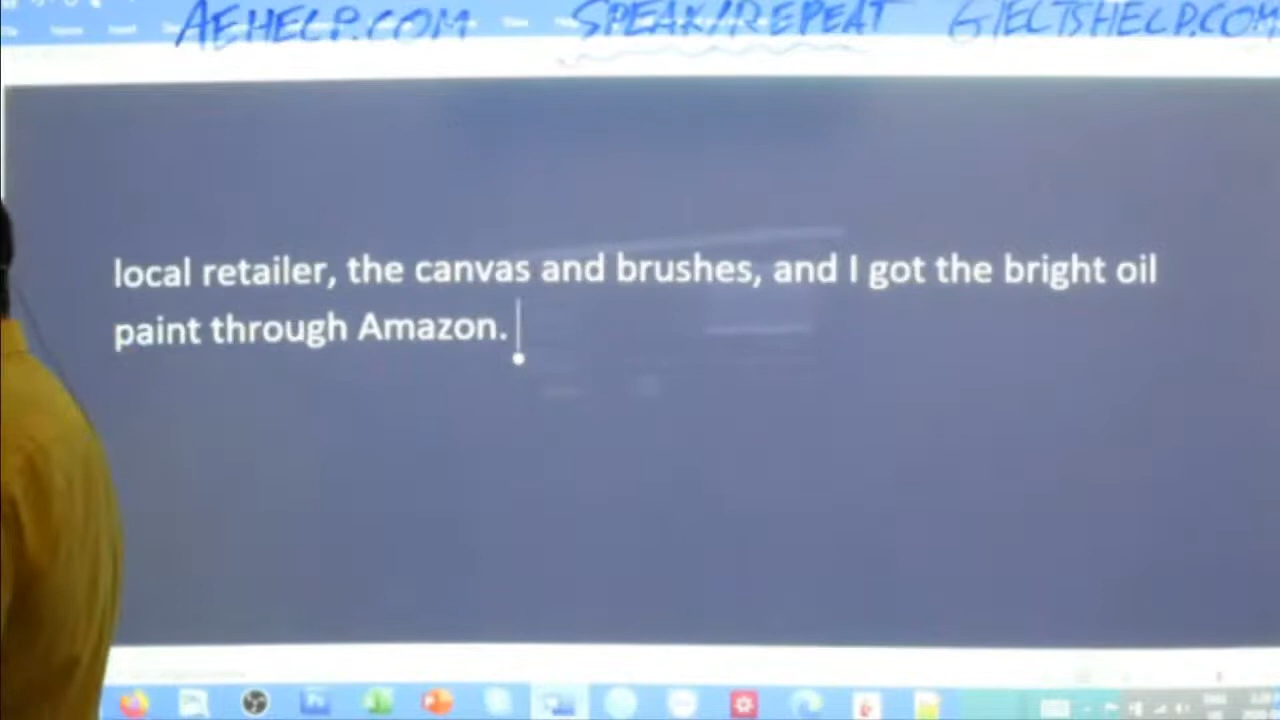 AEHELP.COM SPEAK/REPEAT GIELTSHELP.COM
local retailer, the canvas and brushes, and I got the bright oil
paint through Amazon.